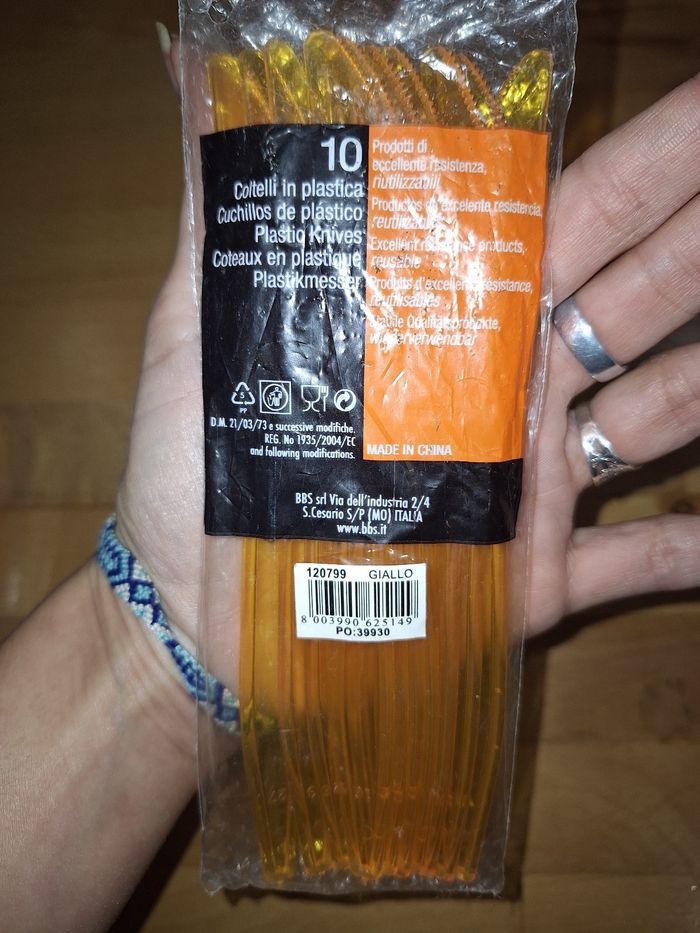 10
Coltelli in plastica
Cuchillos de plástico
Plastic Knives
Coteaux en plastique
Plastikmesser
Prodotti di
eccellente resistenza,
riutilizzabili
Productos de excelente resistencia,
reutilizables
Excellent resistance products,
reusable
Produits d'excellente résistance,
réutilisables
Stabile Qualitätsprodukte,
wiederverwendbar
5
PP
D.M. 21/03/73 e successive modifiche.
REG. No 1935/2004/EC
and following modifications.
MADE IN CHINA
BBS srl Via dell'industria 2/4
S.Cesario S/P (MO) ITALIA
www.bbs.it
120799 GIALLO
8 003990 625149
PO:39930